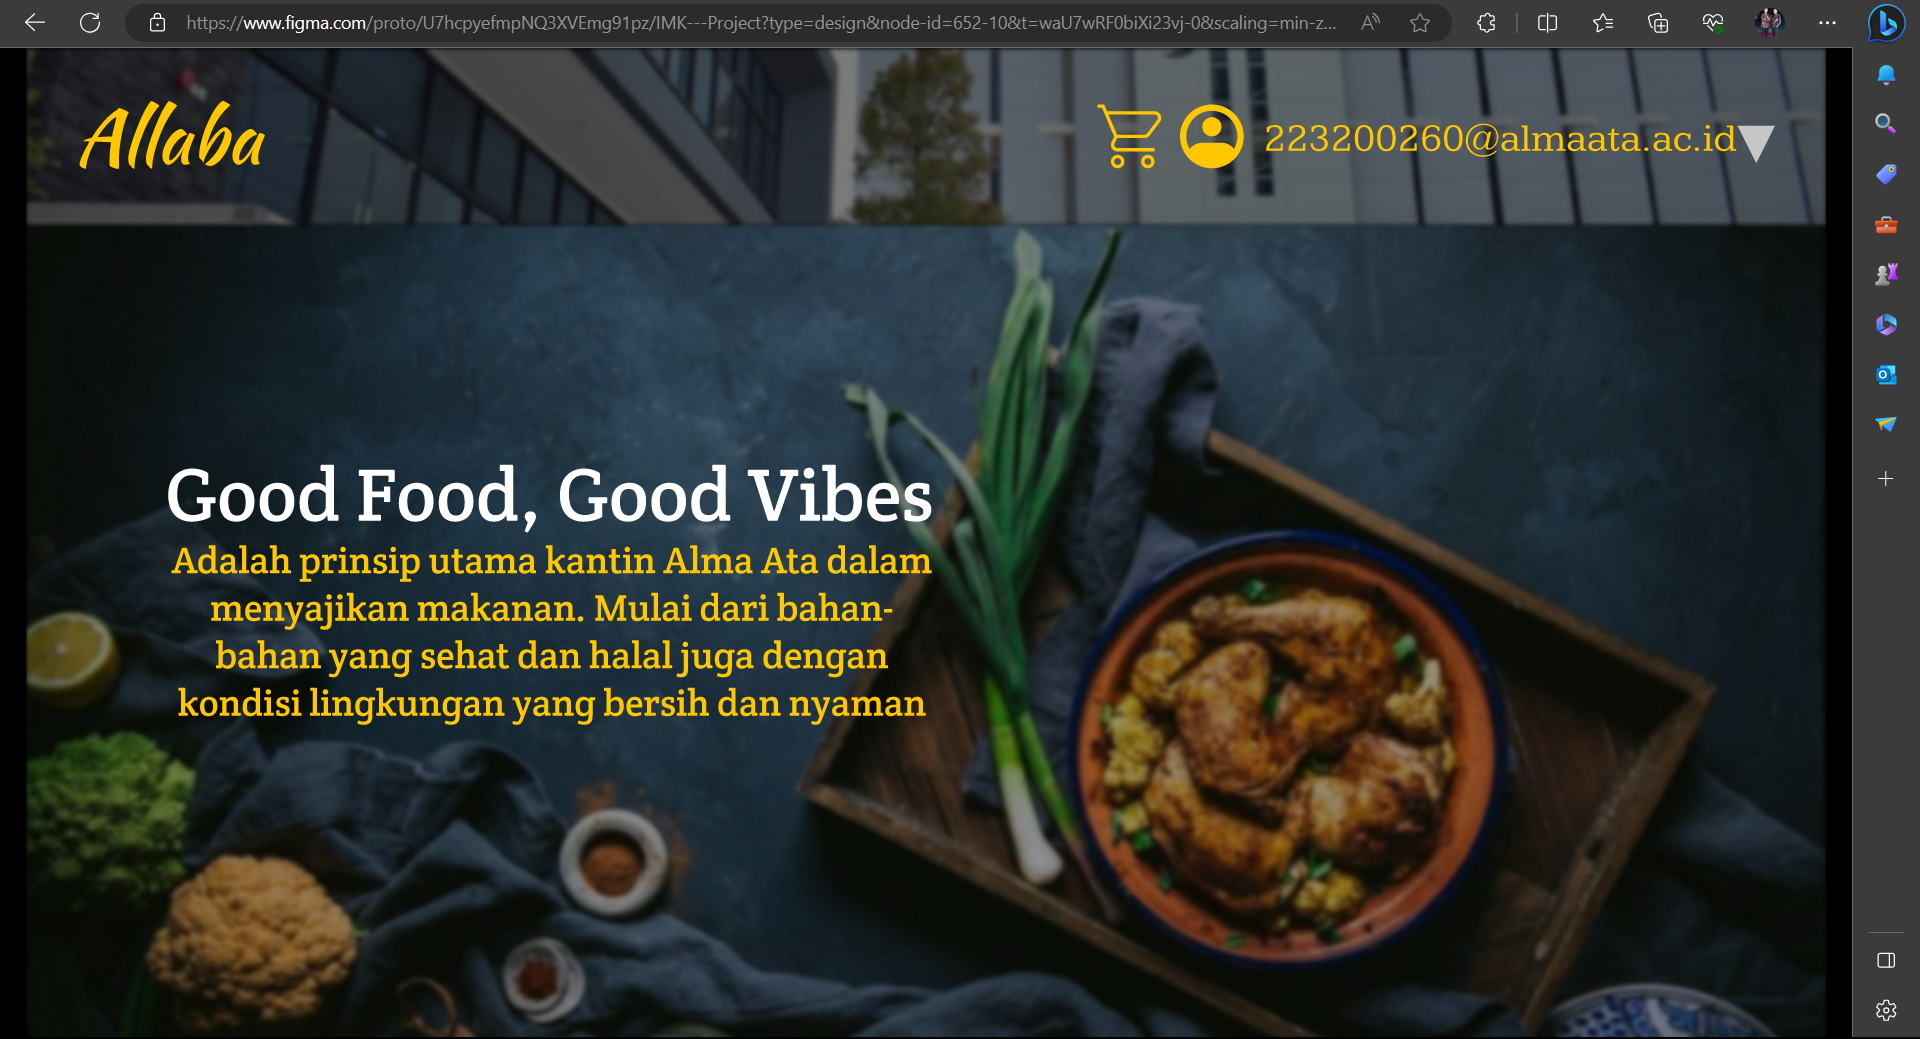 https://www.figma.com/proto/U7hcpyefmpNQ3XVEmg91pz/IMK---Project?type=design&node-id=652-10&t=waU7wRF0biXi23vj-0&scaling=min-z...
Allaba
223200260@almaata.ac.id
Good Food, Good Vibes
Adalah prinsip utama kantin Alma Ata dalam
menyajikan makanan. Mulai dari bahan-
bahan yang sehat dan halal juga dengan
kondisi lingkungan yang bersih dan nyaman